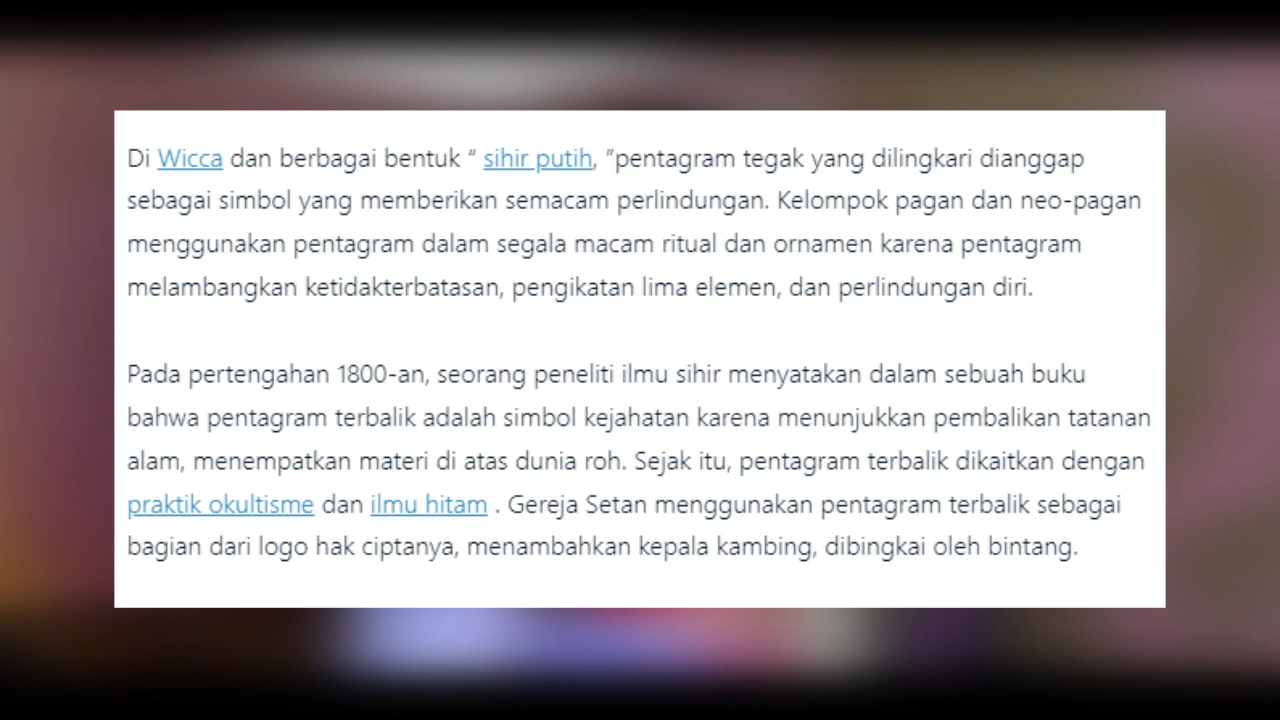 Di Wicca dan berbagai bentuk “ sihir putih, ”pentagram tegak yang dilingkari dianggap
sebagai simbol yang memberikan semacam perlindungan. Kelompok pagan dan neo-pagan
menggunakan pentagram dalam segala macam ritual dan ornamen karena pentagram
melambangkan ketidakterbatasan, pengikatan lima elemen, dan perlindungan diri.
Pada pertengahan 1800-an, seorang peneliti ilmu sihir menyatakan dalam sebuah buku
bahwa pentagram terbalik adalah simbol kejahatan karena menunjukkan pembalikan tatanan
alam, menempatkan materi di atas dunia roh. Sejak itu, pentagram terbalik dikaitkan dengan
praktik okultisme dan ilmu hitam . Gereja Setan menggunakan pentagram terbalik sebagai
bagian dari logo hak ciptanya, menambahkan kepala kambing, dibingkai oleh bintang.